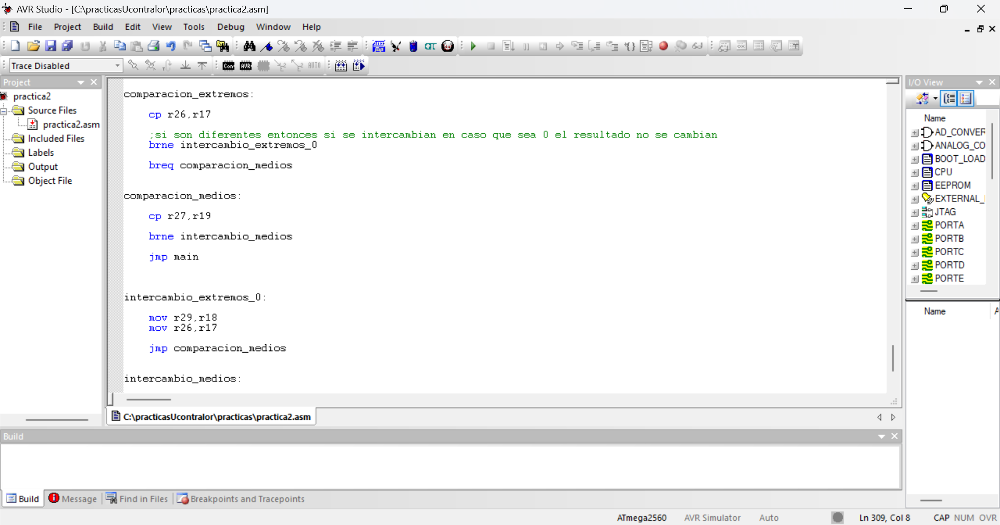 AVR Studio - [C:\practicasUcontralor\practicas\practica2.asm]
File Project Build Edit View Tools Debug Window Help
Trace Disabled
Con AVR AUTO
Project
practica2
Source Files
practica2.asm
Included Files
Labels
Output
Object File
comparacion_extremos:
cp r26,r17
;si son diferentes entonces si se intercambian en caso que sea 0 el resultado no se cambian
brne intercambio_extremos_0
breq comparacion_medios
comparacion_medios:
cp r27,r19
brne intercambio_medios
jmp main
intercambio_extremos_0:
mov r29,r18
mov r26,r17
jmp comparacion_medios
intercambio_medios:
C:\practicasUcontralor\practicas\practica2.asm
I/O View
Name
AD_CONVER
ANALOG_CO
BOOT_LOAD
CPU
EEPROM
EXTERNAL_
JTAG
PORTA
PORTB
PORTC
PORTD
PORTE
Name A
Build
Build Message Find in Files Breakpoints and Tracepoints
ATmega2560 AVR Simulator Auto Ln 309, Col 8 CAP NUM OVR